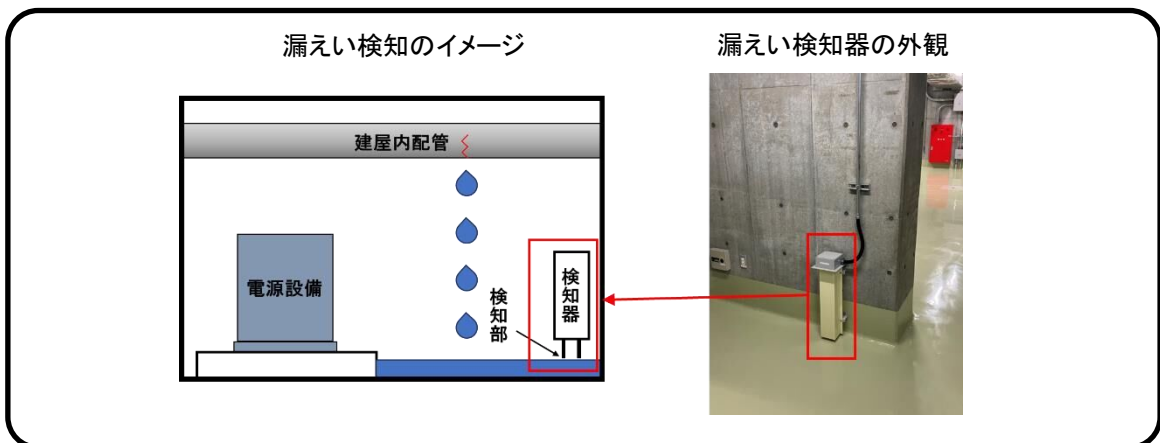 漏えい検知のイメージ
漏えい検知器の外観
建屋内配管
電源設備
検知部
検知器